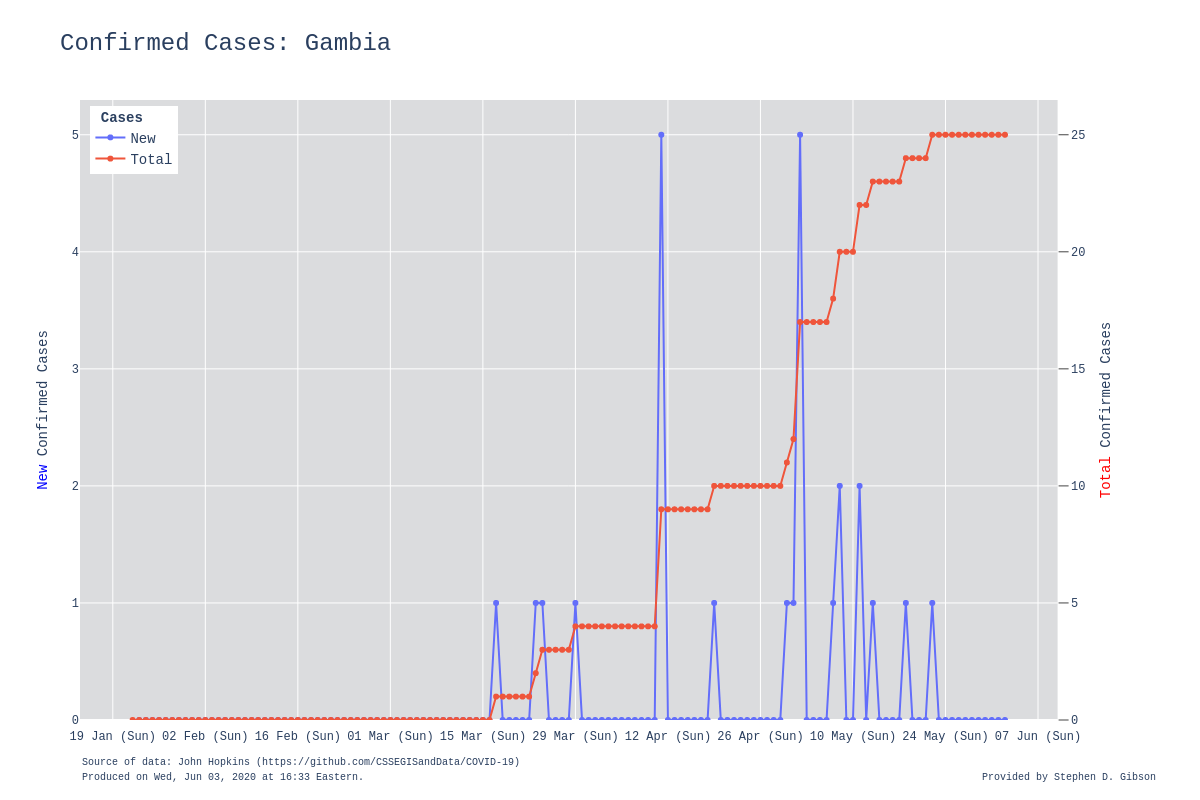 Confirmed Cases: Gambia
Cases
New
Total
5
4
3
2
1
0
25
20
15
10
5
0
New Confirmed Cases
Total Confirmed Cases
19 Jan (Sun) 02 Feb (Sun) 16 Feb (Sun) 01 Mar (Sun) 15 Mar (Sun) 29 Mar (Sun) 12 Apr (Sun) 26 Apr (Sun) 10 May (Sun) 24 May (Sun) 07 Jun (Sun)
Source of data: John Hopkins (https://github.com/CSSEGISandData/COVID-19)
Produced on Wed, Jun 03, 2020 at 16:33 Eastern.
Provided by Stephen D. Gibson